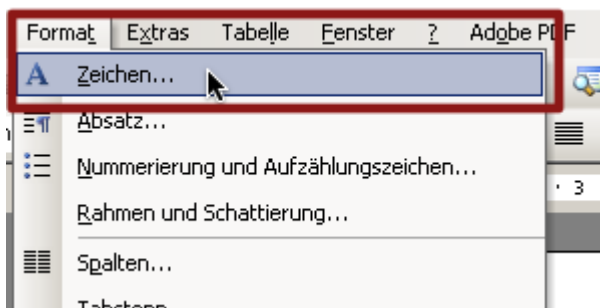 Format Extras Tabelle Fenster ? Adobe PDF
Zeichen...
Absatz...
Nummerierung und Aufzählungszeichen...
· 3
Rahmen und Schattierung...
Spalten...